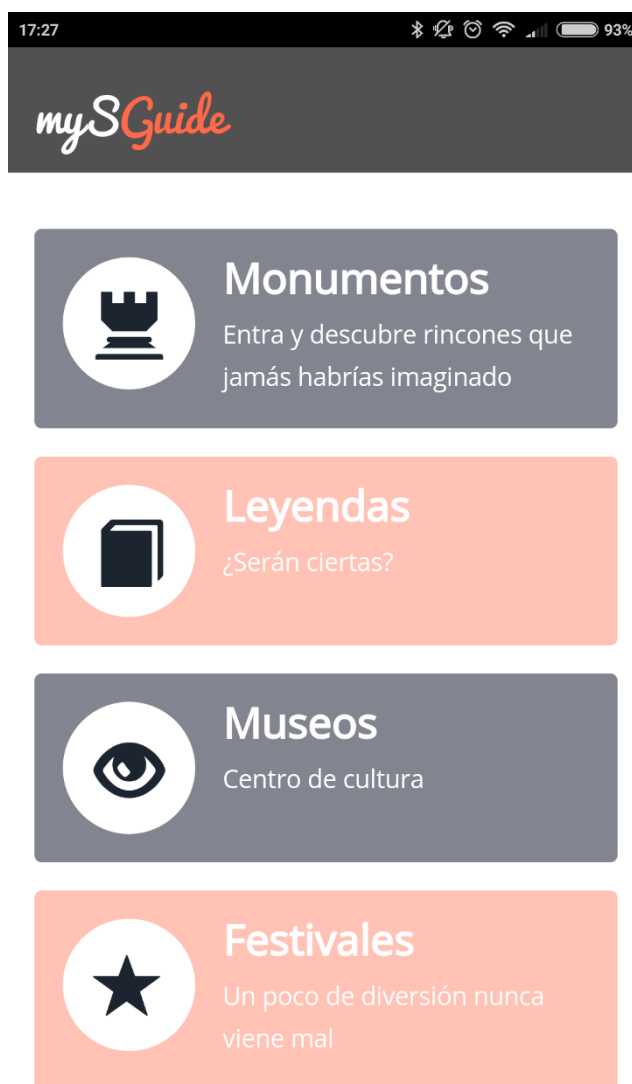 17:27 93%
mySGuide
Monumentos
Entra y descubre rincones que
jamás habrías imaginado
Leyendas
¿Serán ciertas?
Museos
Centro de cultura
Festivales
Un poco de diversión nunca
viene mal